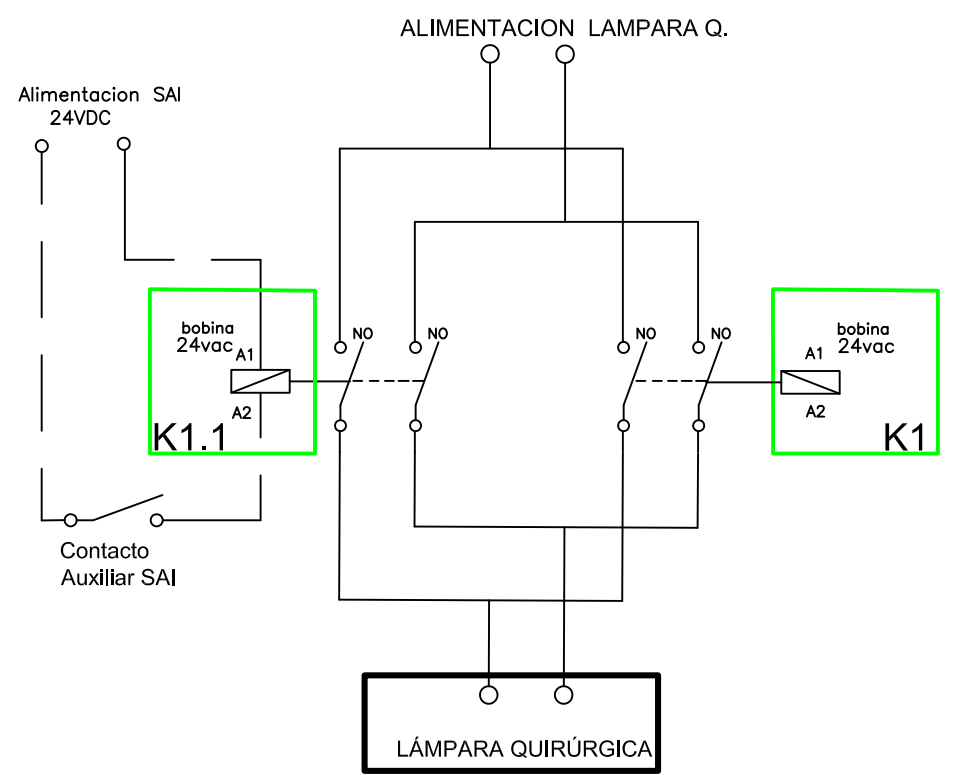 ALIMENTACION LAMPARA Q.
Alimentacion SAI
24VDC
bobina
24vac
A1
A2
K1.1
NO
NO
NO
NO
bobina
24vac
A1
A2
K1
Contacto
Auxiliar SAI
LÁMPARA QUIRÚRGICA